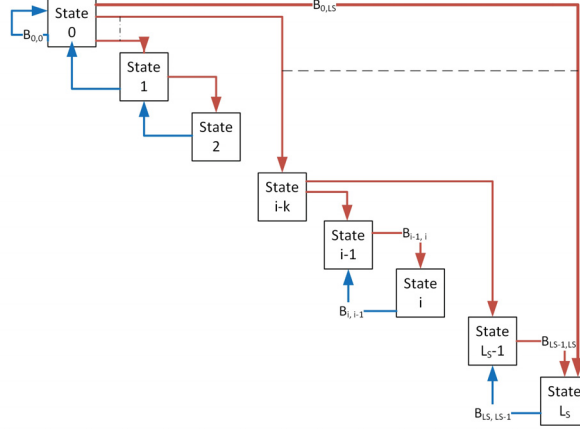 B0,LS
State
0
B0,0
State
1
State
2
State
i-k
State
i-1
Bi-1, i
State
i
Bi, i-1
State
LS-1
BLS-1,LS
State
LS
BLS, LS-1